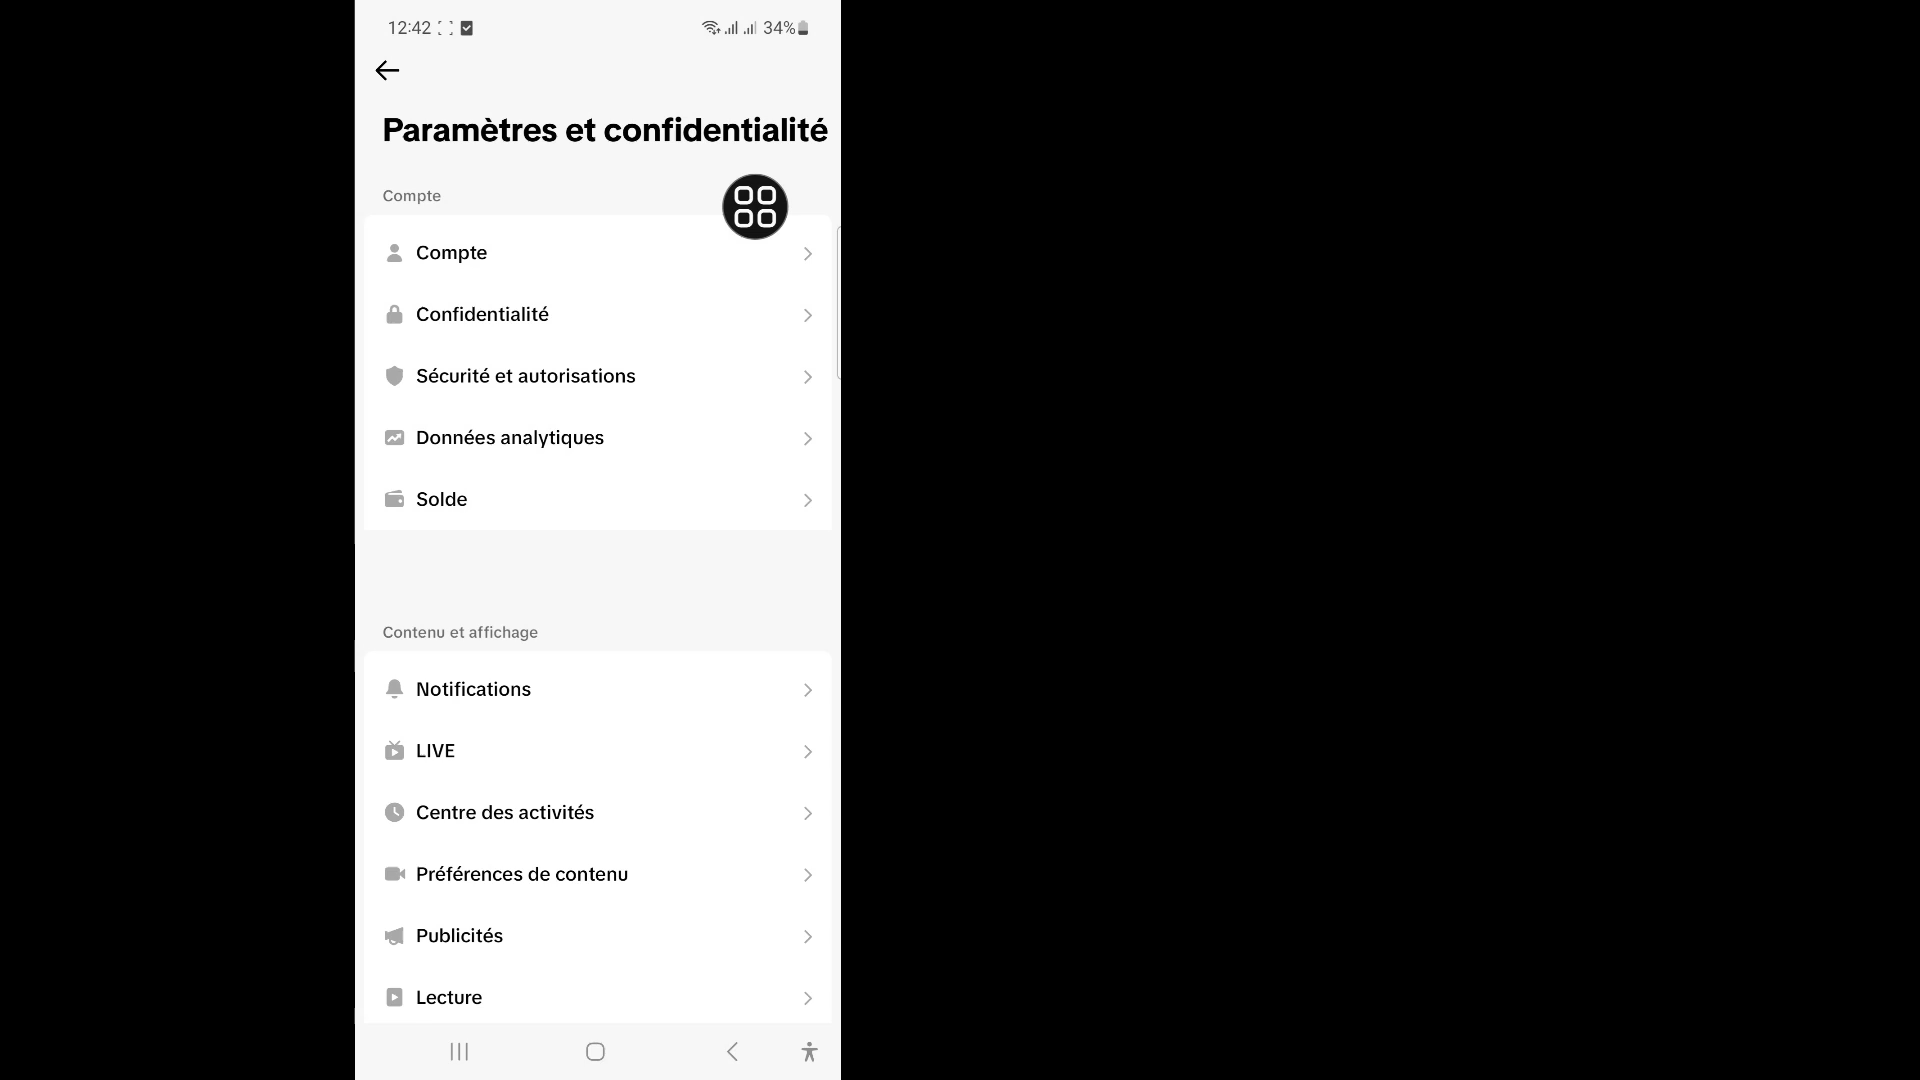 12:42 34%
Paramètres et confidentialité
Compte
Compte
Confidentialité
Sécurité et autorisations
Données analytiques
Solde
Contenu et affichage
Notifications
LIVE
Centre des activités
Préférences de contenu
Publicités
Lecture